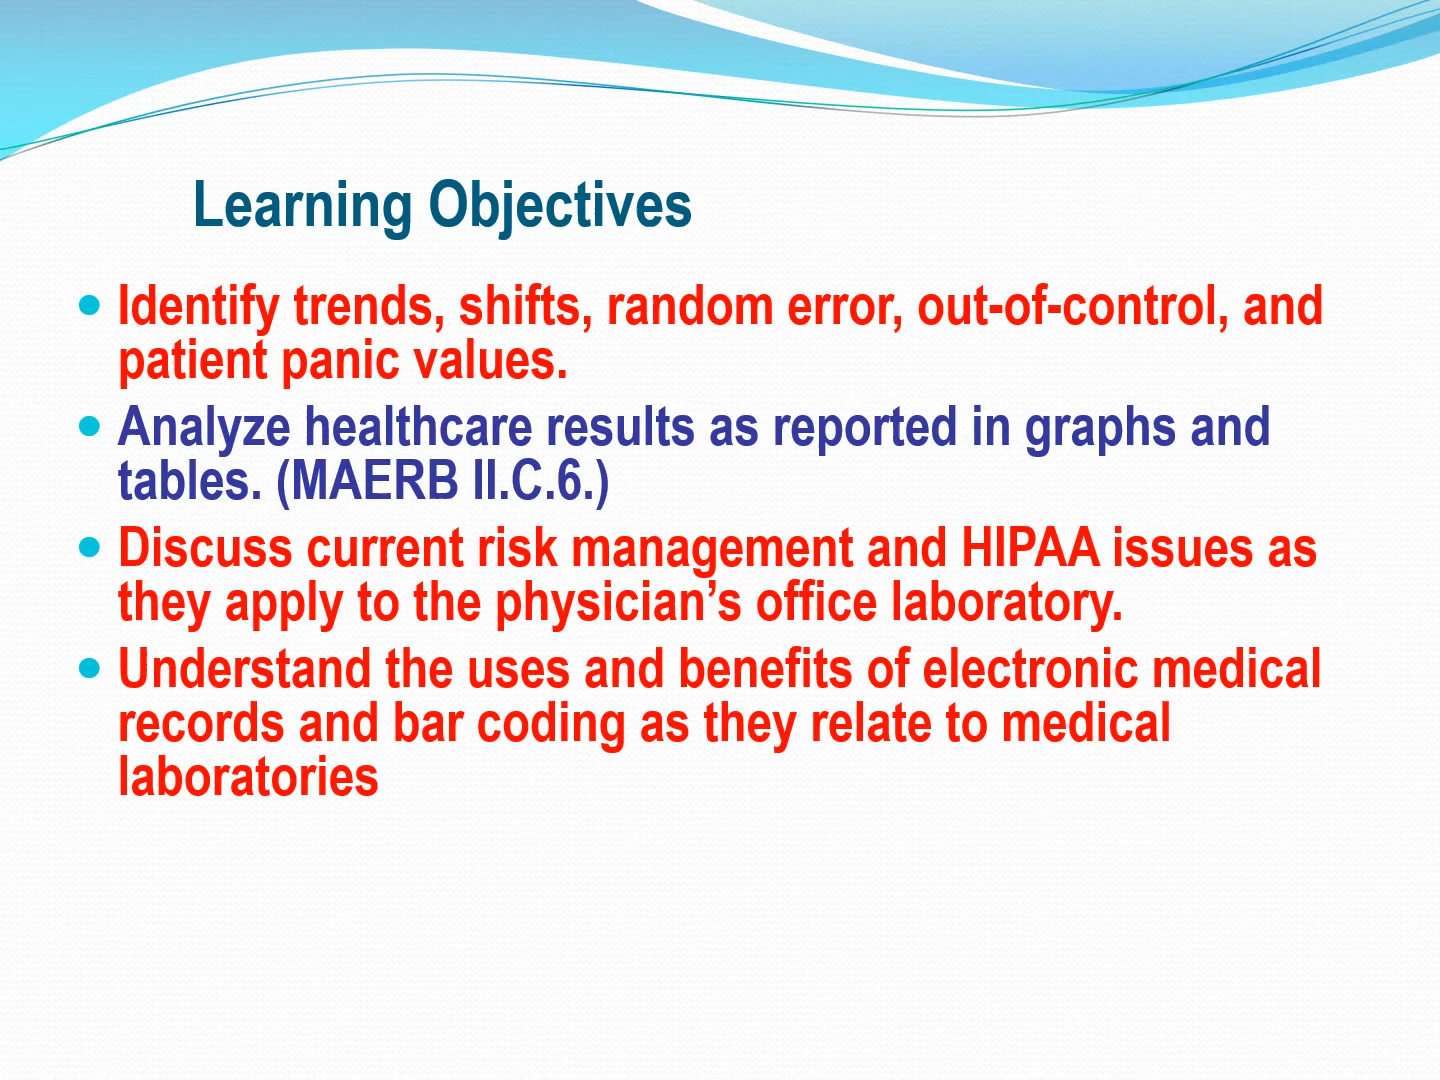 Learning Objectives
Identify trends, shifts, random error, out-of-control, and
patient panic values.
Analyze healthcare results as reported in graphs and
tables. (MAERB II.C.6.)
Discuss current risk management and HIPAA issues as
they apply to the physician’s office laboratory.
Understand the uses and benefits of electronic medical
records and bar coding as they relate to medical
laboratories